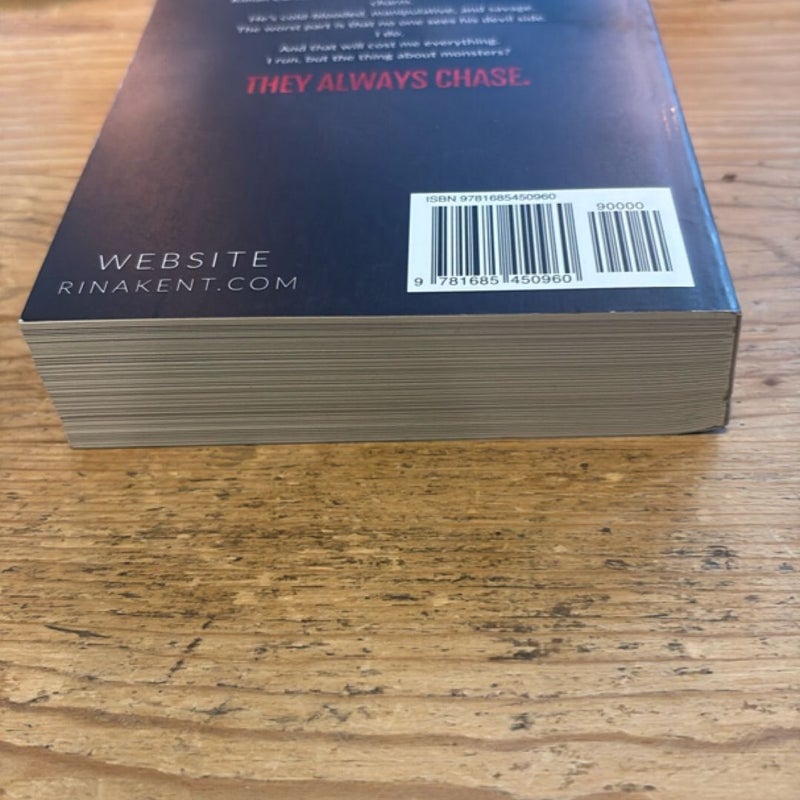 charm.
He's cold-blooded, manipulative, and savage.
The worst part is that no one sees his devil side.
I do.
And that will cost me everything.
I run, but the thing about monsters?
THEY ALWAYS CHASE.
ISBN 9781685450960
90000
9 781685 450960
WEBSITE
RINAKENT.COM